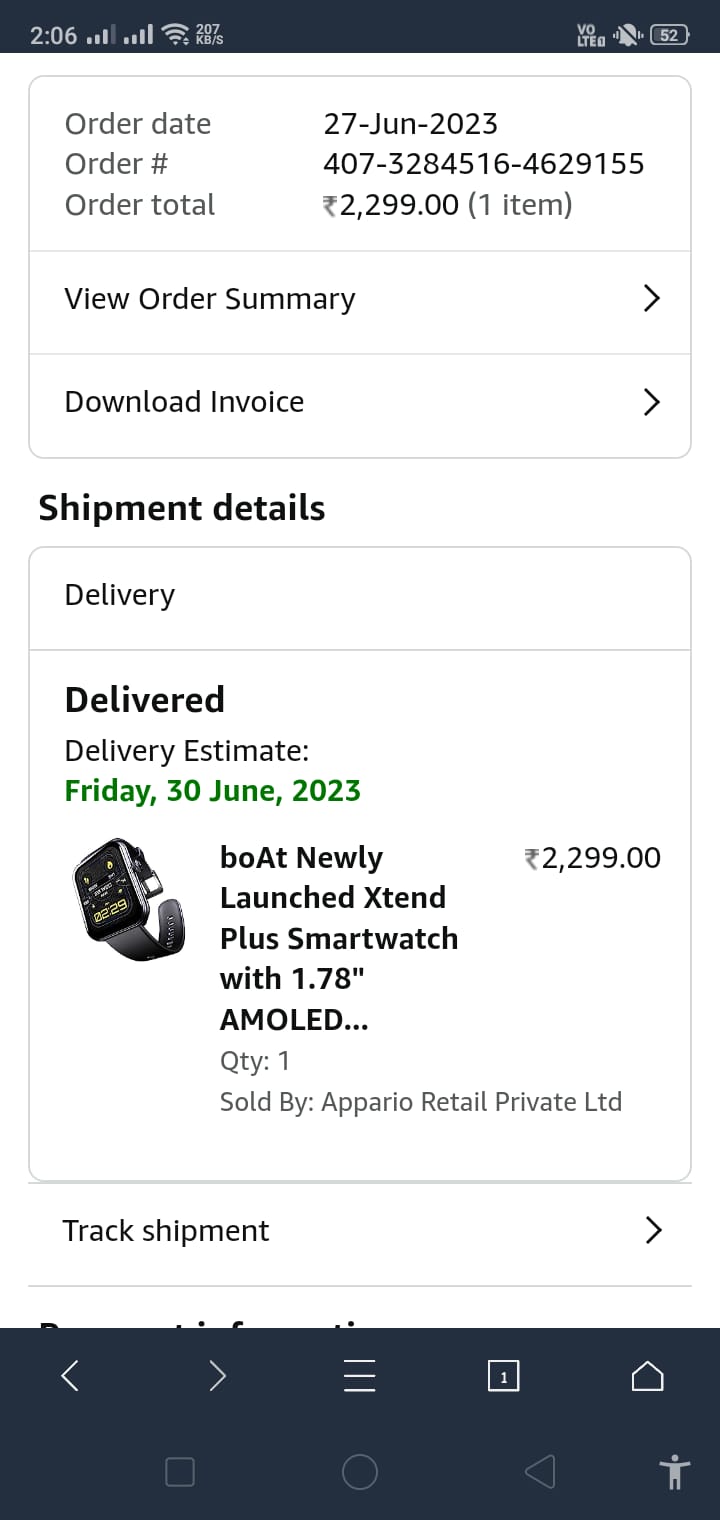 2:06
207
KB/S
VO
LTE
52
Order date 27-Jun-2023
Order # 407-3284516-4629155
Order total ₹2,299.00 (1 item)
View Order Summary
Download Invoice
Shipment details
Delivery
Delivered
Delivery Estimate:
Friday, 30 June, 2023
boAt Newly ₹2,299.00
Launched Xtend
Plus Smartwatch
with 1.78"
AMOLED...
Qty: 1
Sold By: Appario Retail Private Ltd
02:29
Track shipment
1